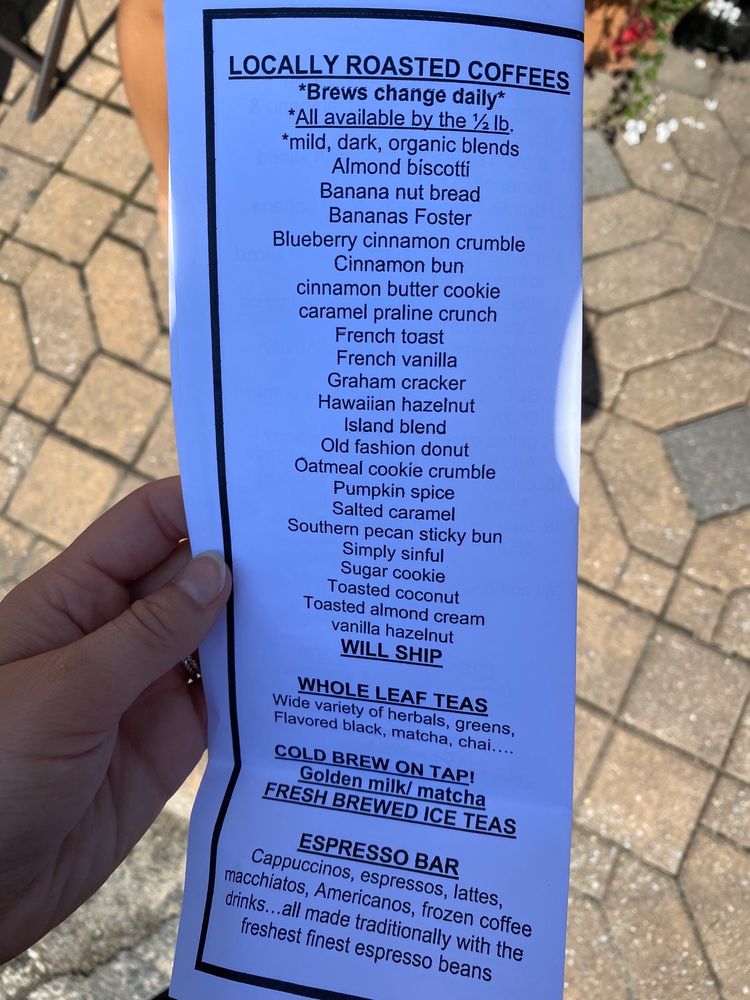 LOCALLY ROASTED COFFEES
*Brews change daily*
*All available by the ½ lb.
*mild, dark, organic blends
Almond biscotti
Banana nut bread
Bananas Foster
Blueberry cinnamon crumble
Cinnamon bun
cinnamon butter cookie
caramel praline crunch
French toast
French vanilla
Graham cracker
Hawaiian hazelnut
Island blend
Old fashion donut
Oatmeal cookie crumble
Pumpkin spice
Salted caramel
Southern pecan sticky bun
Simply sinful
Sugar cookie
Toasted coconut
Toasted almond cream
vanilla hazelnut
WILL SHIP
WHOLE LEAF TEAS
Wide variety of herbals, greens,
Flavored black, matcha, chai….
COLD BREW ON TAP!
Golden milk/ matcha
FRESH BREWED ICE TEAS
ESPRESSO BAR
Cappuccinos, espressos, lattes,
macchiatos, Americanos, frozen coffee
drinks…all made traditionally with the
freshest finest espresso beans